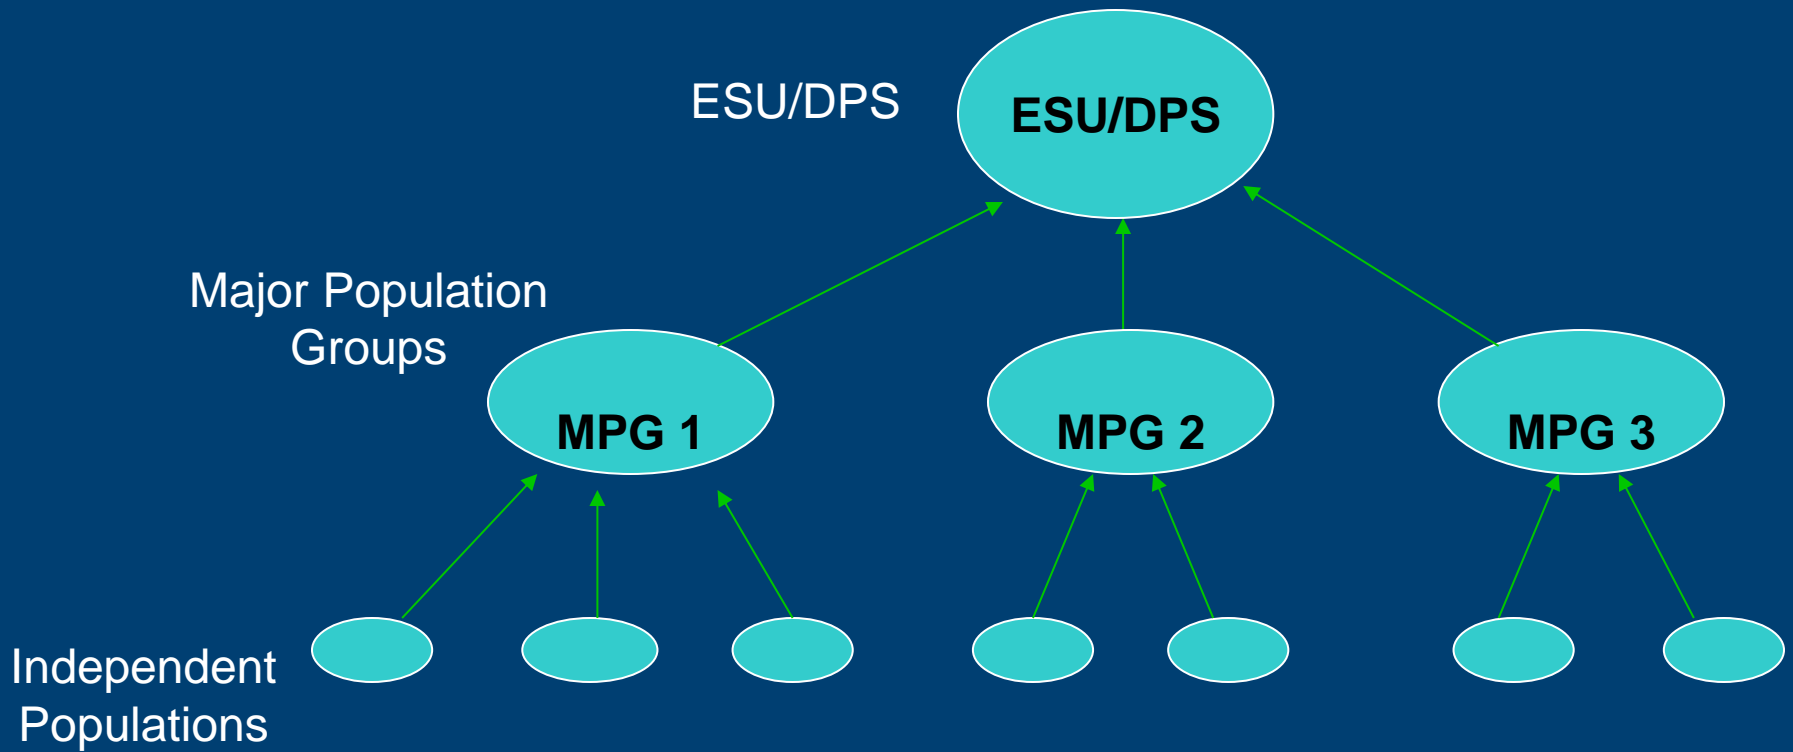 ESU/DPS
ESU/DPS
Major Population
Groups
MPG 1
MPG 2
MPG 3
Independent
Populations